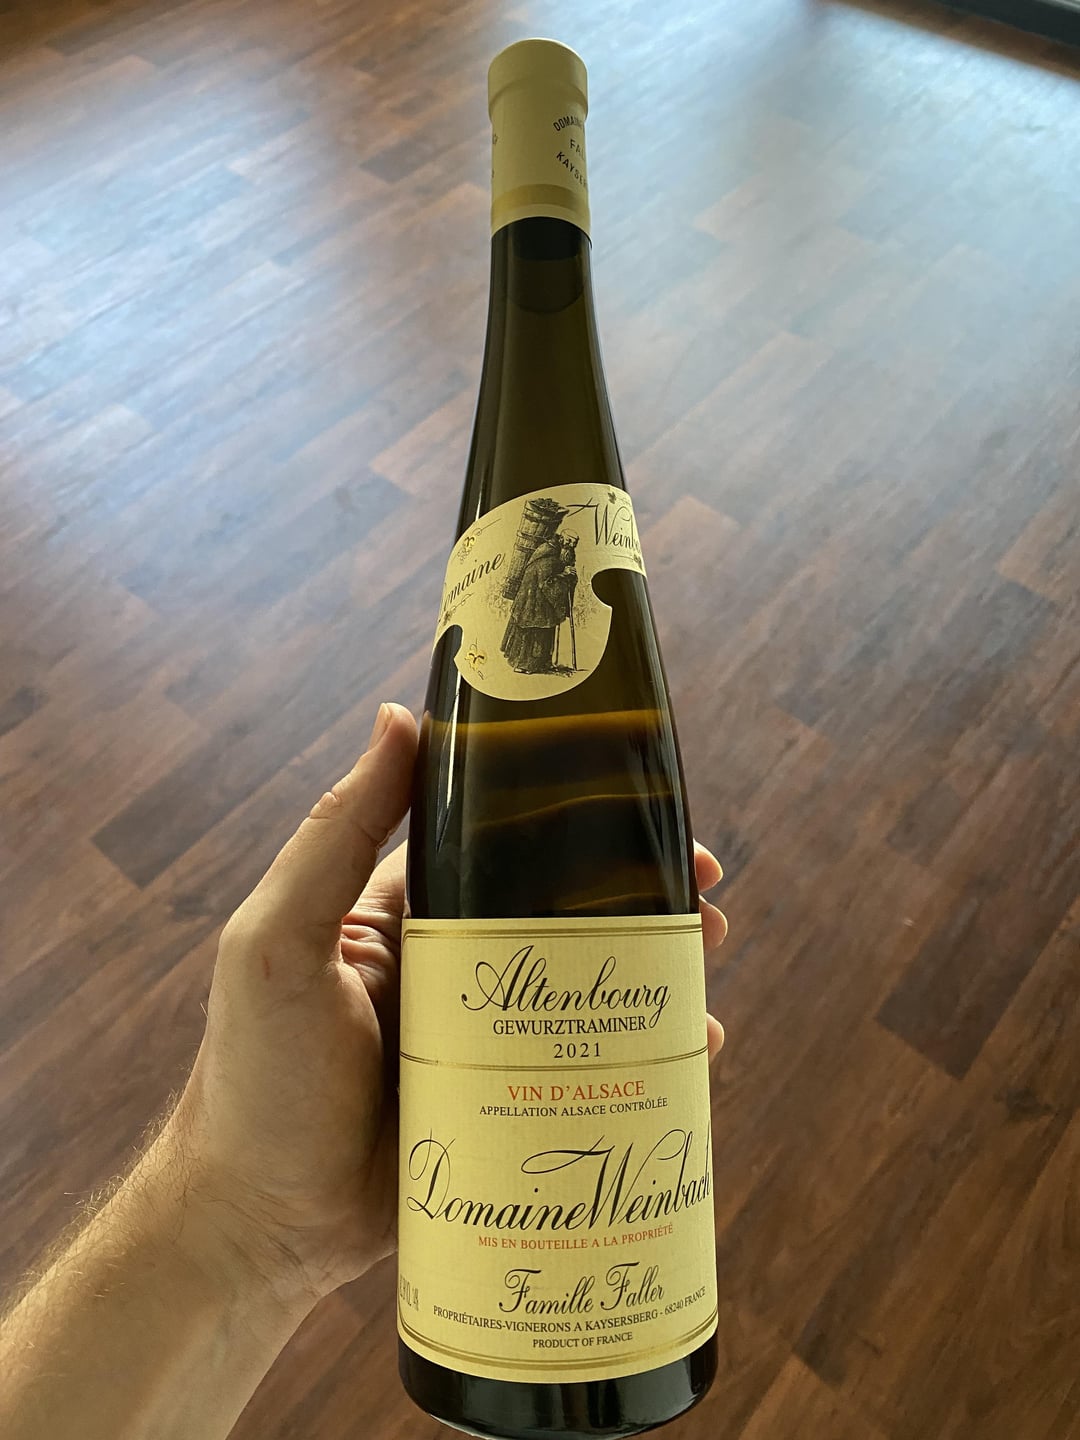 DOMAINE
Domaine
Altenbourg
GEWURZTRAMINER
2021
VIN D'ALSACE
APPELLATION ALSACE CONTRÔLÉE
Domaine Weinbach
MIS EN BOUTEILLE A LA PROPRIÉTÉ
Famille Faller
PROPRIÉTAIRES-VIGNERONS A KAYSERSBERG - 68240 FRANCE
PRODUCT OF FRANCE